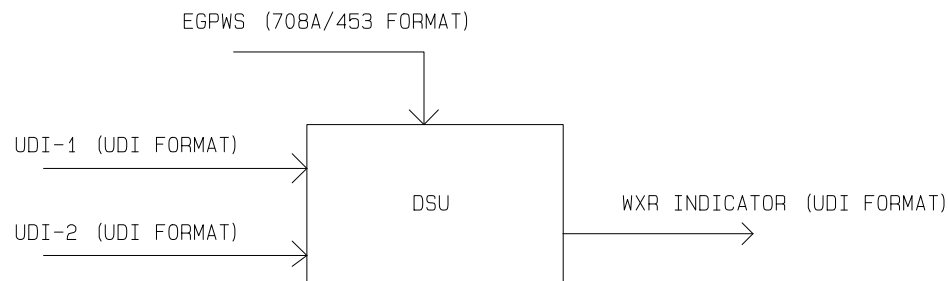 EGPWS (708A/453 FORMAT)
UDI-1 (UDI FORMAT)
DSU
WXR INDICATOR (UDI FORMAT)
UDI-2 (UDI FORMAT)